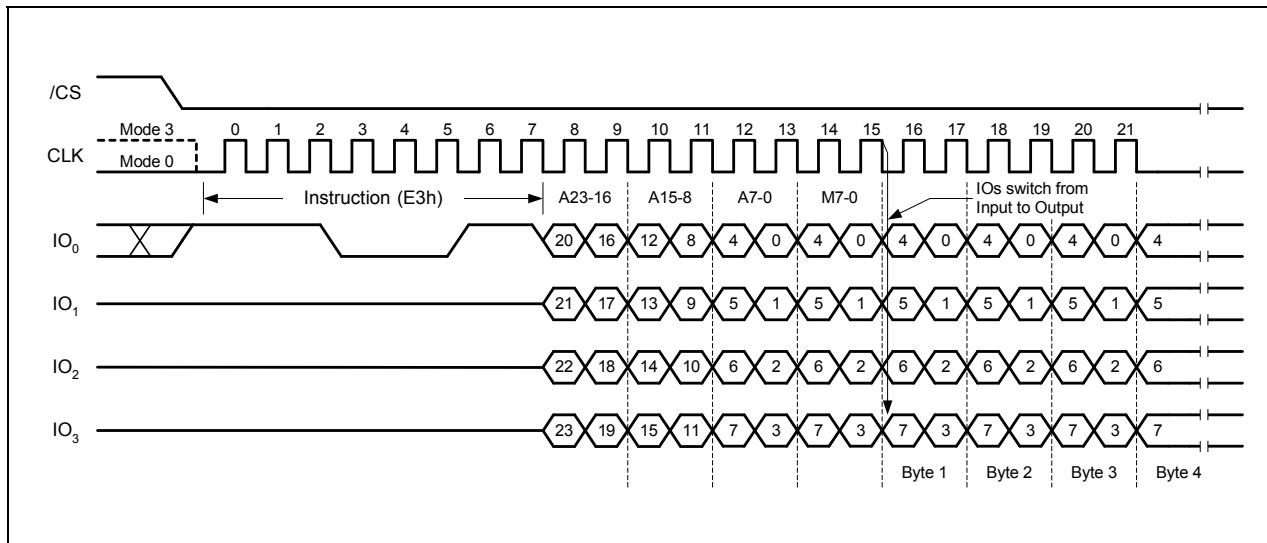 /CS
Mode 3 0 1 2 3 4 5 6 7 8 9 10 11 12 13 14 15 16 17 18 19 20 21
CLK Mode 0
Instruction (E3h) A23-16 A15-8 A7-0 M7-0 IOs switch from
Input to Output
IO0 20 16 12 8 4 0 4 0 4 0 4 0 4 0 4
IO1 21 17 13 9 5 1 5 1 5 1 5 1 5 1 5
IO2 22 18 14 10 6 2 6 2 6 2 6 2 6 2 6
IO3 23 19 15 11 7 3 7 3 7 3 7 3 7 3 7
Byte 1 Byte 2 Byte 3 Byte 4